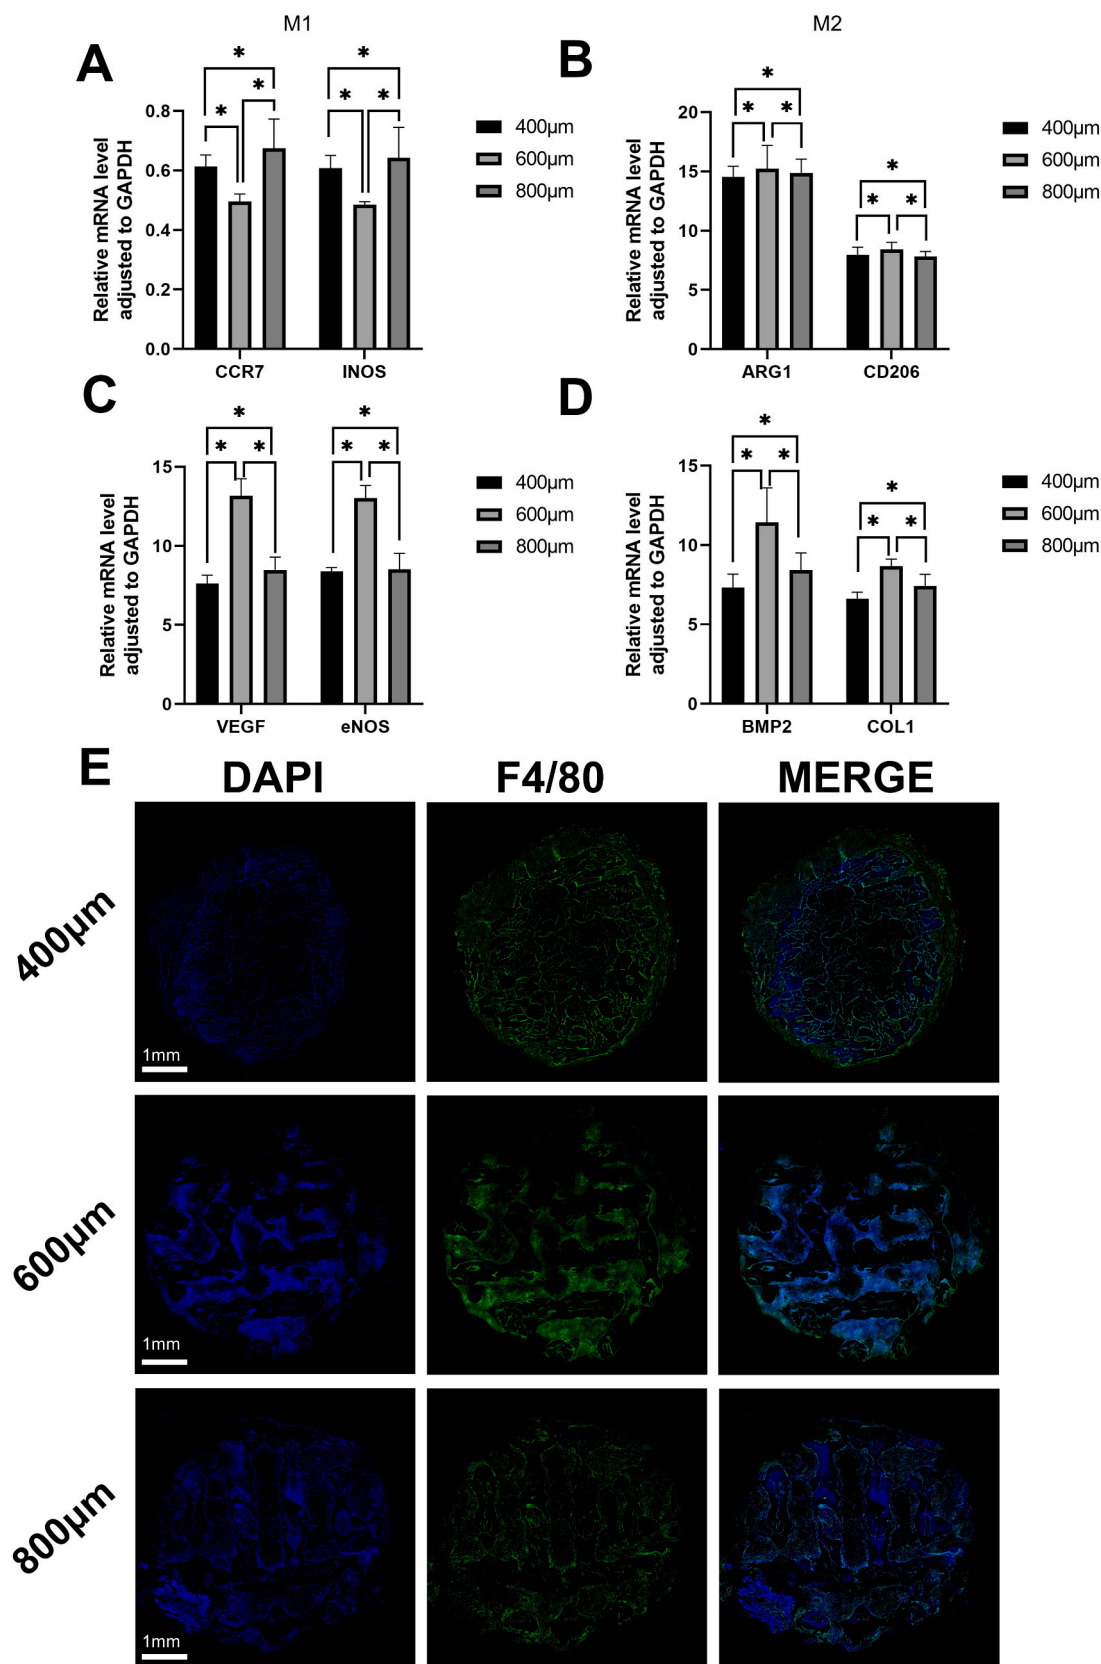 M1
M2
A
B
* * * * * *
* * * * * *
Relative mRNA level
adjusted to GAPDH
0.8
0.6
0.4
0.2
0.0
CCR7 INOS
400µm
600µm
800µm
Relative mRNA level
adjusted to GAPDH
20
15
10
5
0
ARG1 CD206
400µm
600µm
800µm
C
D
* * * * * *
* * * * * *
Relative mRNA level
adjusted to GAPDH
15
10
5
0
VEGF eNOS
400µm
600µm
800µm
Relative mRNA level
adjusted to GAPDH
15
10
5
0
BMP2 COL1
400µm
600µm
800µm
E
DAPI F4/80 MERGE
400µm
1mm
600µm
1mm
800µm
1mm